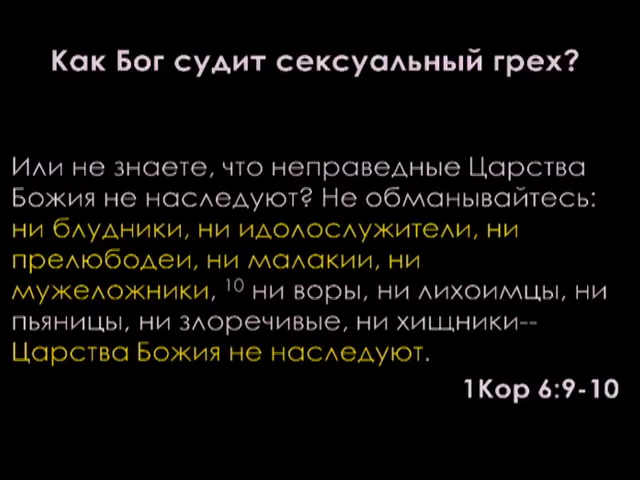 Как Бог судит сексуальный грех?
Или не знаете, что неправедные Царства
Божия не наследуют? Не обманывайтесь:
ни блудники, ни идолослужители, ни
прелюбодеи, ни малакии, ни
мужеложники, 10 ни воры, ни лихоимцы, ни
пьяницы, ни злоречивые, ни хищники--
Царства Божия не наследуют.
1Кор 6:9-10